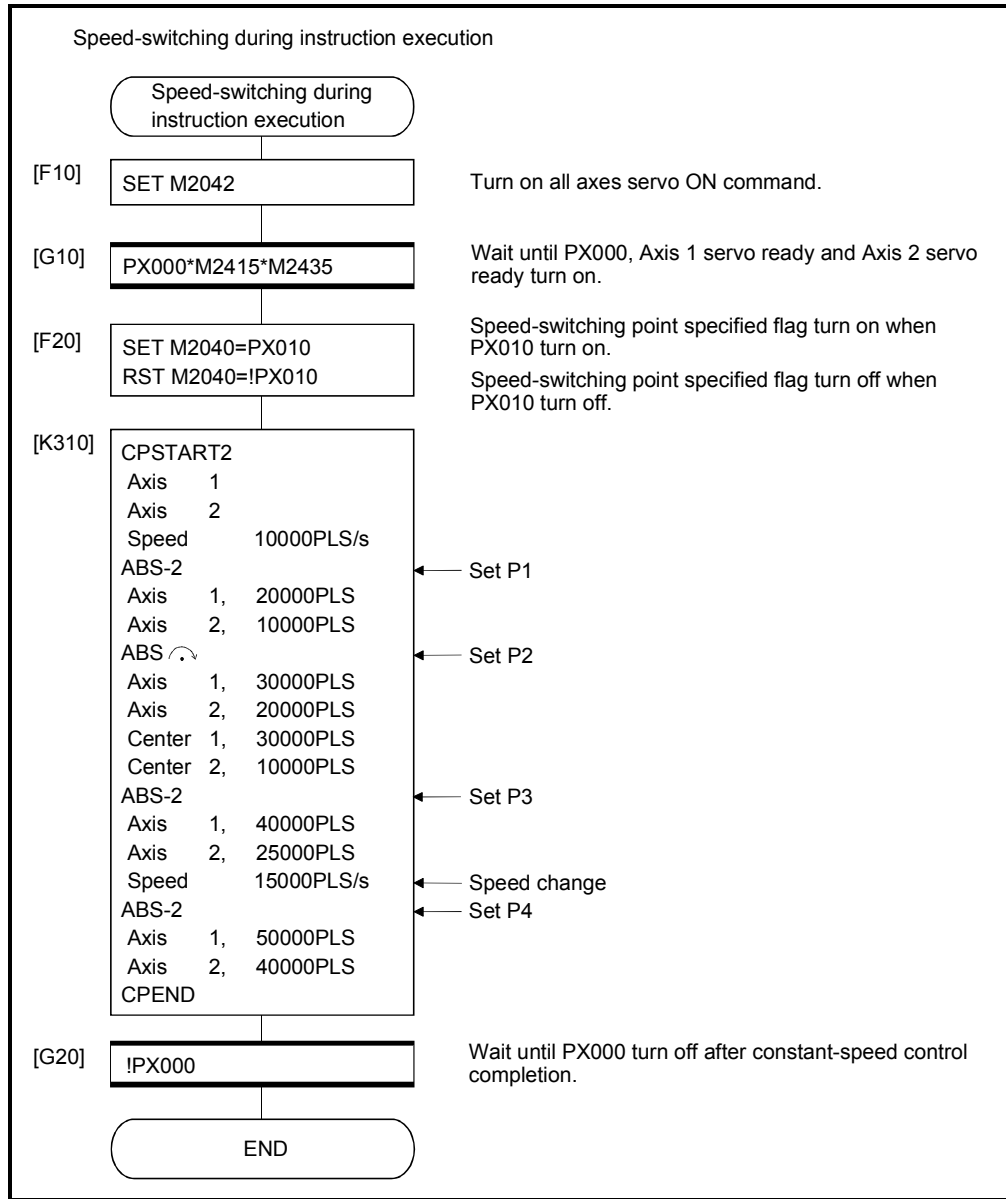 Speed-switching during instruction execution
Speed-switching during
instruction execution
[F10]
SET M2042
Turn on all axes servo ON command.
[G10]
PX000*M2415*M2435
Wait until PX000, Axis 1 servo ready and Axis 2 servo
ready turn on.
[F20]
SET M2040=PX010
RST M2040=!PX010
Speed-switching point specified flag turn on when
PX010 turn on.
Speed-switching point specified flag turn off when
PX010 turn off.
[K310]
CPSTART2
Axis 1
Axis 2
Speed 10000PLS/s
ABS-2
Set P1
Axis 1, 20000PLS
Axis 2, 10000PLS
ABS
Set P2
Axis 1, 30000PLS
Axis 2, 20000PLS
Center 1, 30000PLS
Center 2, 10000PLS
ABS-2
Set P3
Axis 1, 40000PLS
Axis 2, 25000PLS
Speed 15000PLS/s
Speed change
ABS-2
Set P4
Axis 1, 50000PLS
Axis 2, 40000PLS
CPEND
[G20]
!PX000
Wait until PX000 turn off after constant-speed control
completion.
END